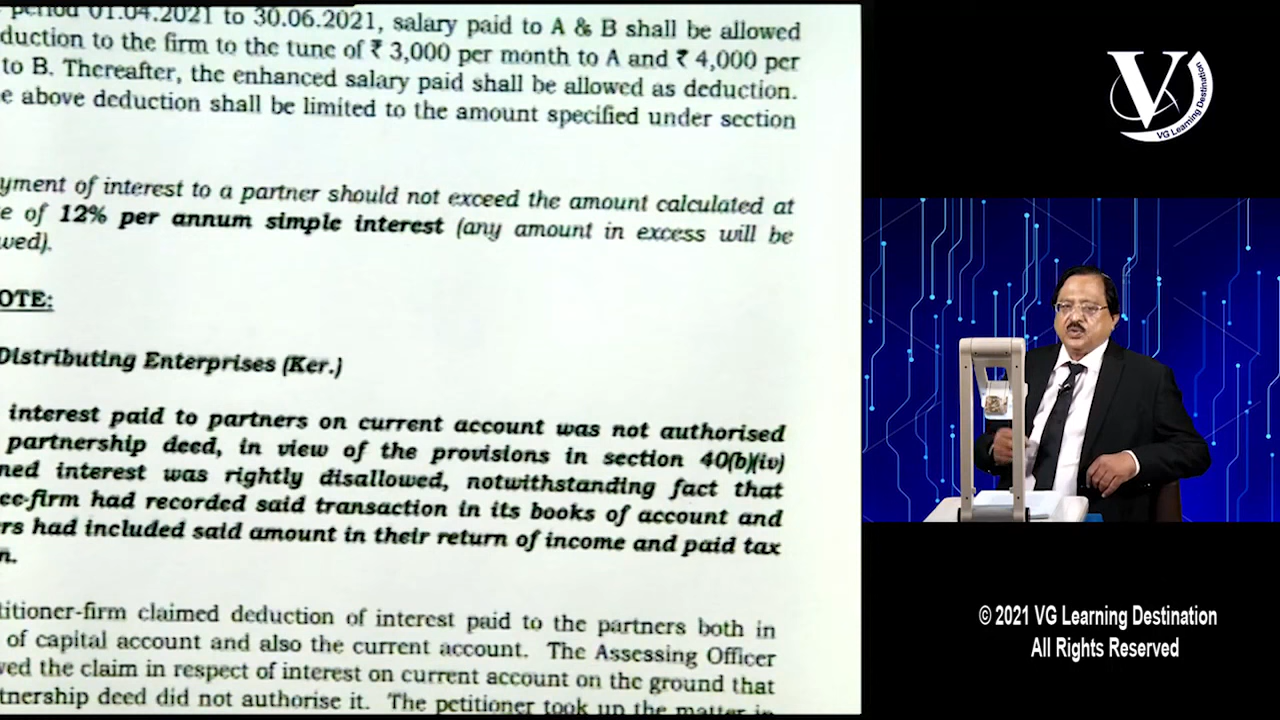 period 01.04.2021 to 30.06.2021, salary paid to A & B shall be allowed
duction to the firm to the tune of ₹ 3,000 per month to A and ₹ 4,000 per
to B. Thereafter, the enhanced salary paid shall be allowed as deduction.
e above deduction shall be limited to the amount specified under section
yment of interest to a partner should not exceed the amount calculated at
e of 12% per annum simple interest (any amount in excess will be
wed).
OTE:
Distributing Enterprises (Ker.)
interest paid to partners on current account was not authorised
partnership deed, in view of the provisions in section 40(b)(iv)
ned interest was rightly disallowed, notwithstanding fact that
ee-firm had recorded said transaction in its books of account and
rs had included said amount in their return of income and paid tax
n.
titioner-firm claimed deduction of interest paid to the partners both in
of capital account and also the current account. The Assessing Officer
wed the claim in respect of interest on current account on the ground that
tnership deed did not authorise it. The petitioner took up the matter in
V
VG Learning Destination
© 2021 VG Learning Destination
All Rights Reserved